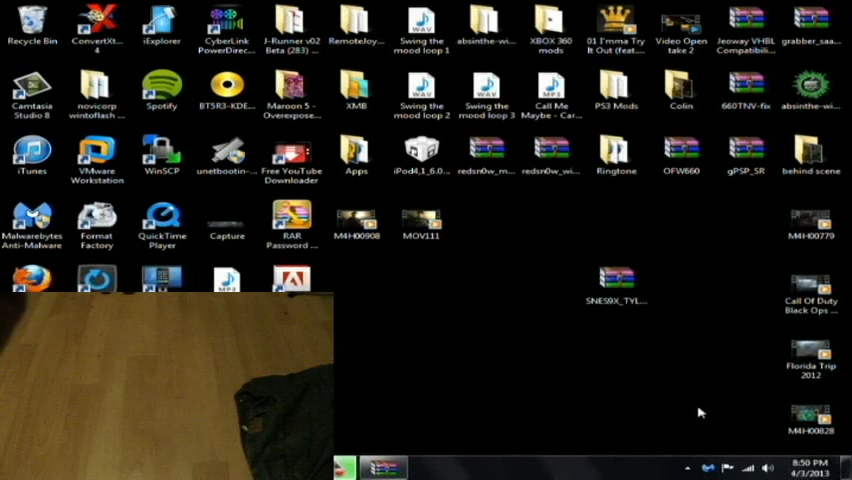 Recycle Bin
ConvertXt...
4
iExplorer
CyberLink
PowerDirec...
J-Runner v02
Beta (283) ...
RemoteJoy...
Swing the
mood loop 1
absinthe-wi...
XBOX 360
mods
01 I'mma Try
It Out (feat....
Video Open
take 2
Jeoway VHBL
Compatibili...
grabber_saa...
WAV
Camtasia
Studio 8
novicorp
wintoflash ...
Spotify
BT5R3-KDE...
Maroon 5 -
Overexpose...
XMB
WAV
Swing the
mood loop 2
WAV
Swing the
mood loop 3
MP3
Call Me
Maybe - Car...
PS3 Mods
Colin
660TNV-fix
absinthe-wi...
iTunes
VMware
Workstation
WinSCP
unetbootin-...
Free YouTube
Downloader
Apps
iPod4,1_6.0...
redsn0w_m...
redsn0w_wi...
Ringtone
OFW660
gPSP_SR
behind scene
Malwarebytes
Anti-Malware
Format
Factory
QuickTime
Player
Capture
RAR
Password ...
M4H00908
MOV111
M4H00779
MP3
SNES9X_TYL...
Call Of Duty
Black Ops ...
Florida Trip
2012
M4H00828
8:50 PM
4/3/2013